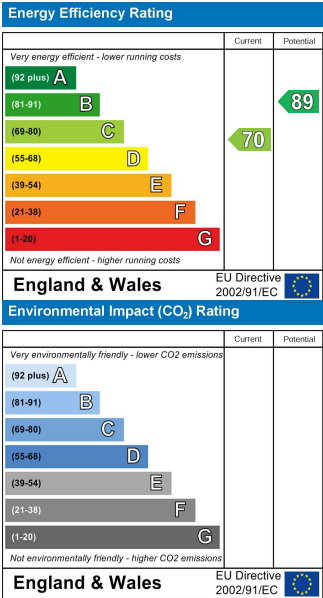 Energy Efficiency Rating
Current Potential
Very energy efficient - lower running costs
(92 plus) A
(81-91) B
(69-80) C
(55-68) D
(39-54) E
(21-38) F
(1-20) G
70
89
Not energy efficient - higher running costs
England & Wales
EU Directive
2002/91/EC
Environmental Impact (CO₂) Rating
Current Potential
Very environmentally friendly - lower CO2 emissions
(92 plus) A
(81-91) B
(69-80) C
(55-68) D
(39-54) E
(21-38) F
(1-20) G
Not environmentally friendly - higher CO2 emissions
England & Wales
EU Directive
2002/91/EC